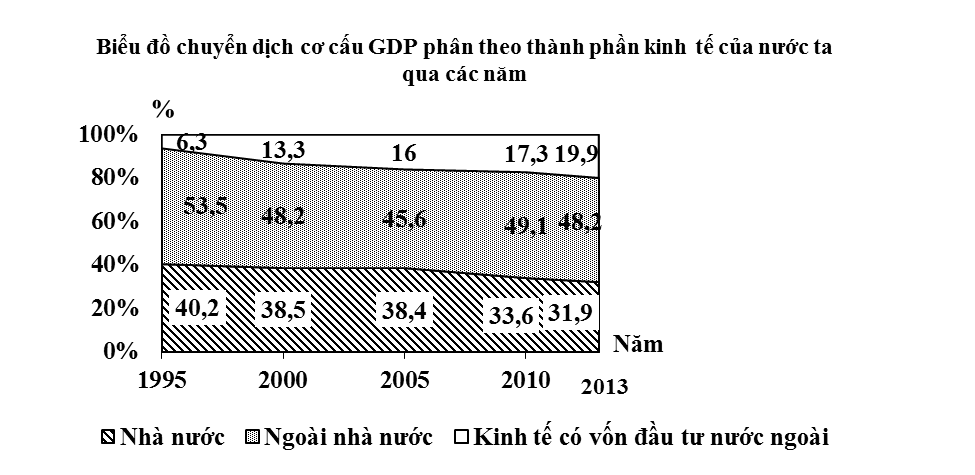 Biểu đồ chuyển dịch cơ cấu GDP phân theo thành phần kinh tế của nước ta
qua các năm
%
100%
80%
60%
40%
20%
0%
6,3 13,3 16 17,3 19,9
53,5 48,2 45,6 49,1 48,2
40,2 38,5 38,4 33,6 31,9
Năm
1995 2000 2005 2010 2013
Nhà nước Ngoài nhà nước Kinh tế có vốn đầu tư nước ngoài